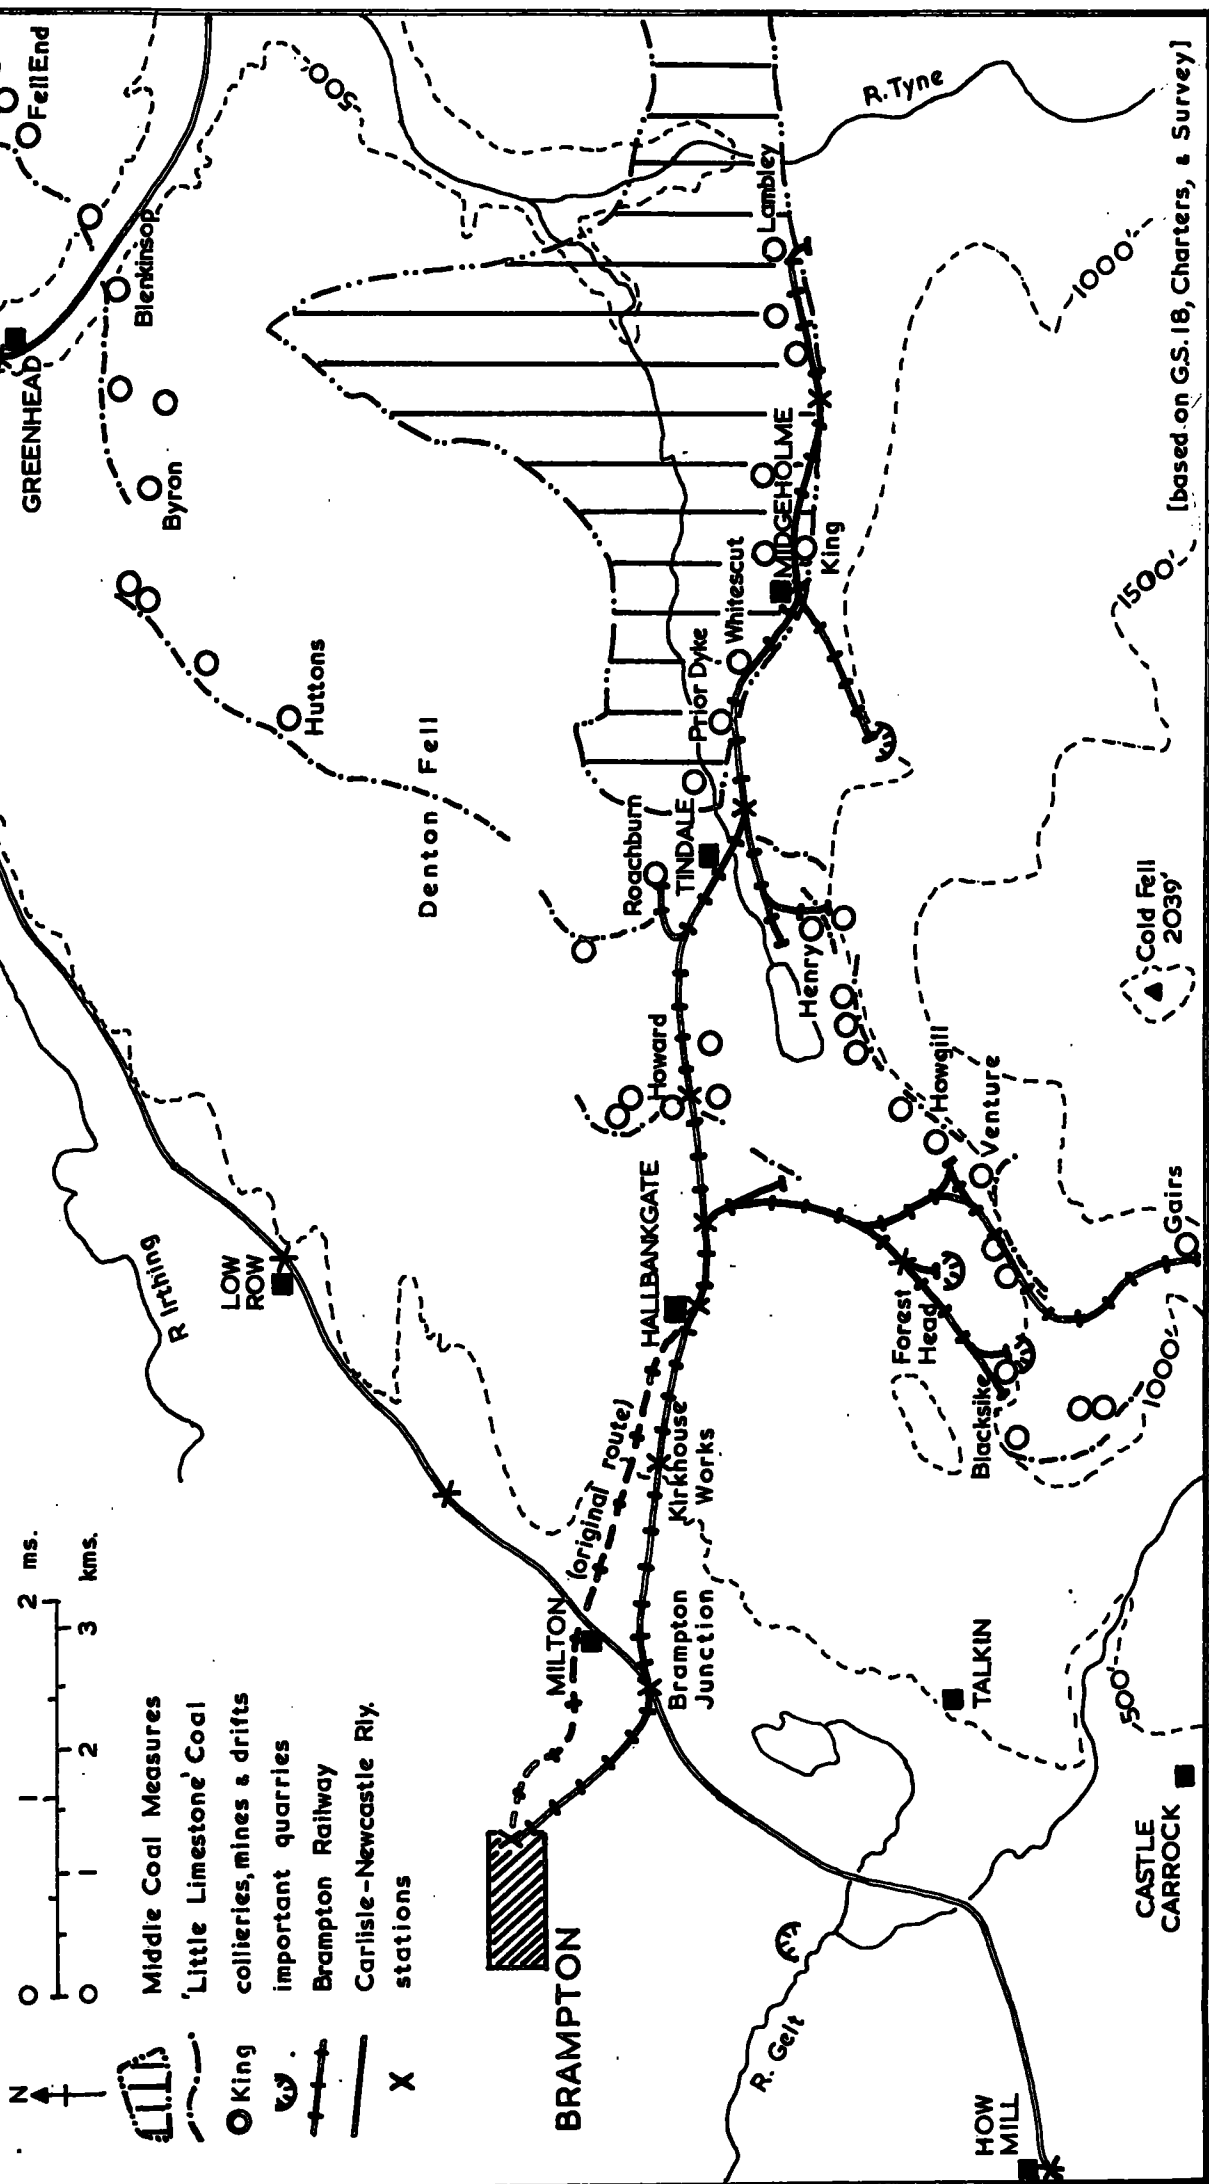 N
0 1 2 ms.
0 1 2 3 kms.
Middle Coal Measures
'Little Limestone' Coal
King collieries, mines & drifts
important quarries
Brampton Railway
Carlisle-Newcastle Rly.
X stations
GREENHEAD
Fell End
Blenkinsop
Byron
Huttons
Denton Fell
500
R Irthing
LOW
ROW
BRAMPTON
MILTON
(original route)
Brampton
Junction
Kirkhouse
Works
HALLBANKGATE
Howard
Roachburn
TINDALE
Prior Dyke
Whitescut
MIDGEHOLME
King
Lambley
R. Tyne
Henry
Howgill
Venture
Forest
Head
Blacksike
Gairs
Cold Fell
2039'
1000'
1500'
1000'
500'
TALKIN
CASTLE
CARROCK
R. Gelt
HOW
MILL
[based on G.S. 18, Charters, & Survey]